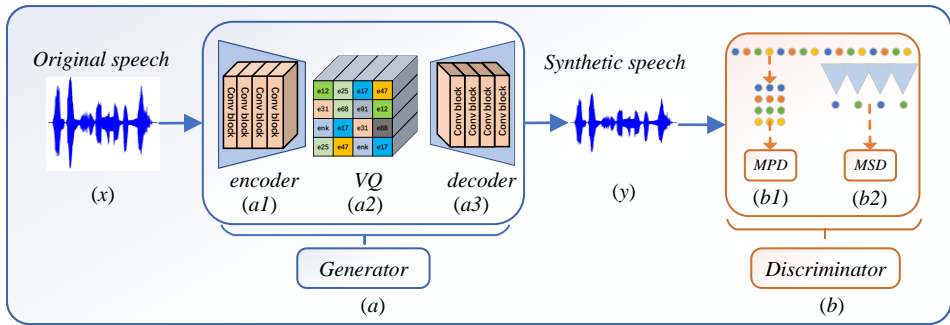 Original speech
(x)
Conv block
Conv block
Conv block
Conv block
encoder
(a1)
e12 e25 e17 e47
e31 e68 e91 e12
enk e17 e31 e88
e25 e47 enk e17
VQ
(a2)
Conv block
Conv block
Conv block
Conv block
decoder
(a3)
Generator
(a)
Synthetic speech
(y)
MPD
(b1)
MSD
(b2)
Discriminator
(b)